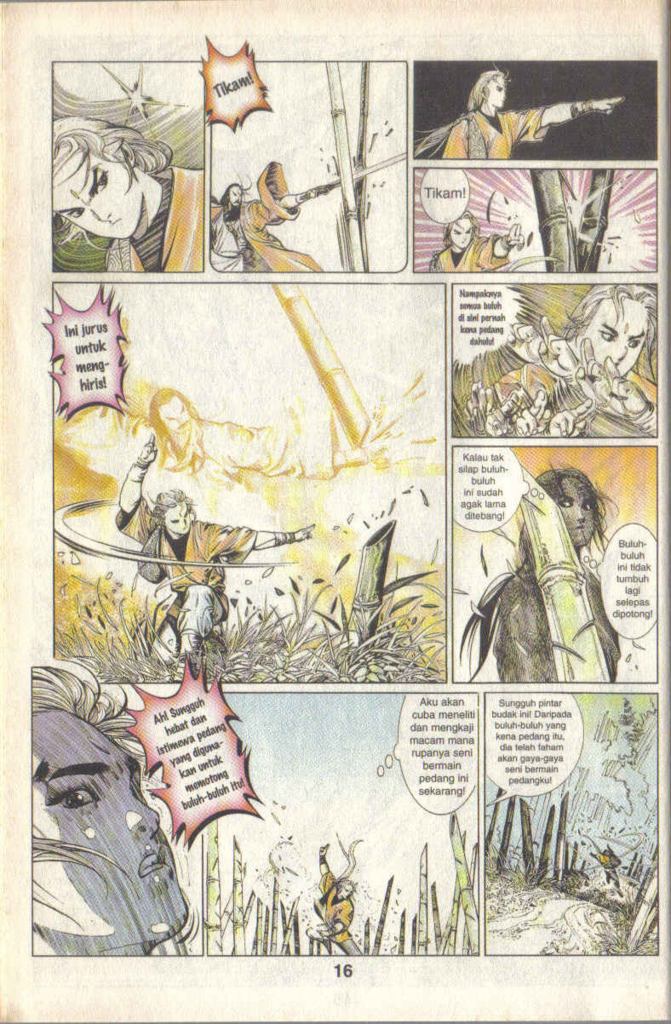 Tikam!
Tikam!
Ini jurus
untuk
meng-
hiris!
Nampaknya
semua buluh
di sini pernah
kena pedang
dahulu!
Kalau tak
silap buluh-
buluh
ini sudah
agak lama
ditebang!
Buluh-
buluh
ini tidak
tumbuh
lagi
selepas
dipotong!
Ah! Sungguh
hebat dan
istimewa pedang
yang diguna-
kan untuk
memotong
buluh-buluh itu!
Aku akan
cuba meneliti
dan mengkaji
macam mana
rupanya seni
bermain
pedang ini
sekarang!
Sungguh pintar
budak ini! Daripada
buluh-buluh yang
kena pedang itu,
dia telah faham
akan gaya-gaya
seni bermain
pedangku!
16